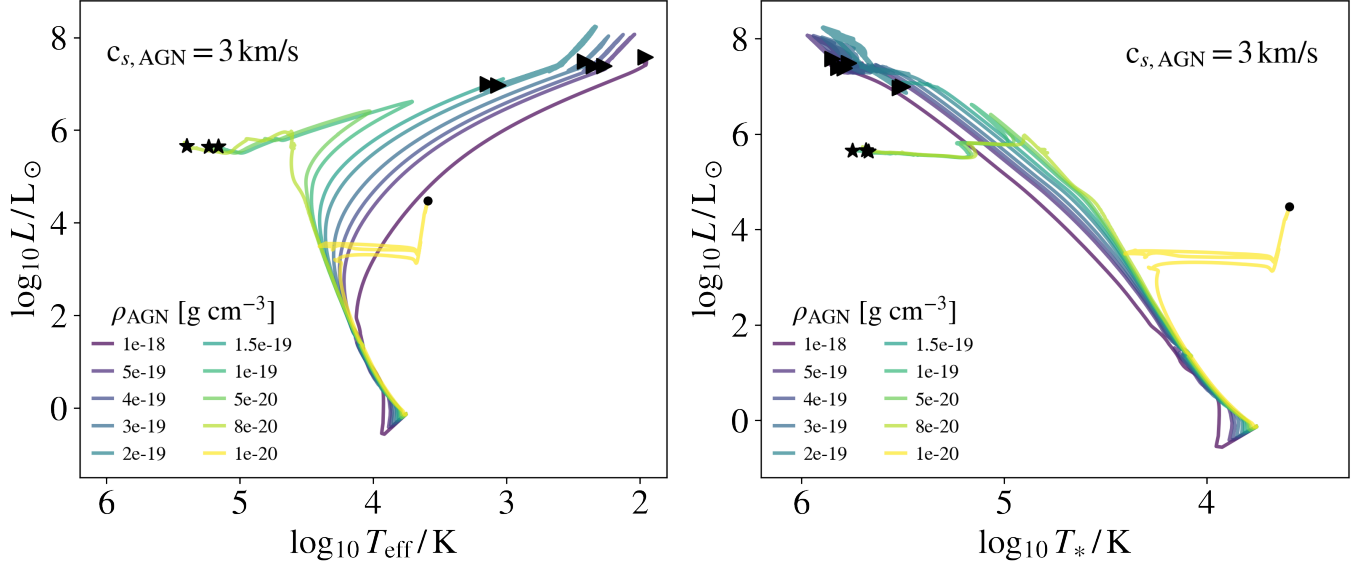 c_{s, AGN} = 3 km/s
log₁₀ L/L_⊙
8
6
4
2
0
ρ_AGN [g cm⁻³]
1e-18 1.5e-19
5e-19 1e-19
4e-19 5e-20
3e-19 8e-20
2e-19 1e-20
6 5 4 3 2
log₁₀ T_eff / K
c_{s, AGN} = 3 km/s
log₁₀ L/L_⊙
8
6
4
2
0
ρ_AGN [g cm⁻³]
1e-18 1.5e-19
5e-19 1e-19
4e-19 5e-20
3e-19 8e-20
2e-19 1e-20
6 5 4
log₁₀ T_* / K